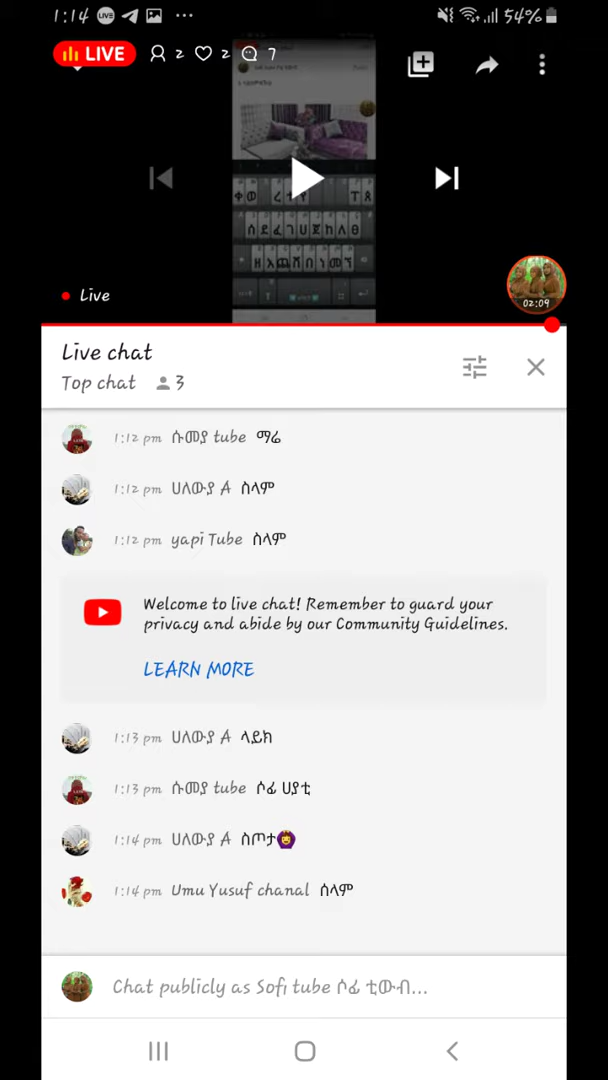 1:14 LIVE 54%
LIVE 2 2 7
Live
02:09
Live chat
Top chat 3
1:12 pm ሱመያ tube ማሬ
1:12 pm ሀለውያ A ስላም
1:12 pm yapi Tube ስላም
Welcome to live chat! Remember to guard your
privacy and abide by our Community Guidelines.
LEARN MORE
1:13 pm ሀለውያ A ላይክ
1:13 pm ሱመያ tube ሶፊ ሀያቲ
1:14 pm ሀለውያ A ስጦታ🙆
1:14 pm Umu Yusuf chanal ሰላም
Chat publicly as Sofi tube ሶፊ ቲውብ...